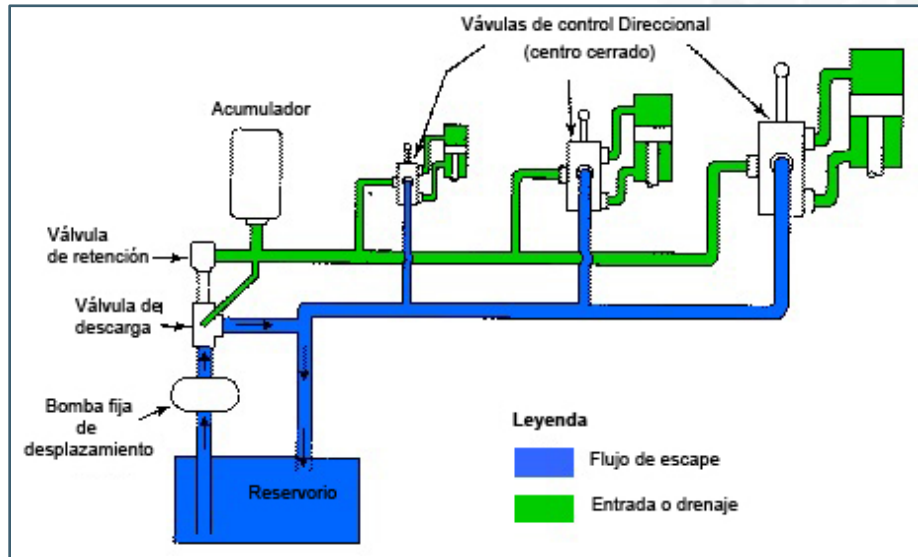 Vávulas de control Direccional
(centro cerrado)
Acumulador
Válvula
de retención
Válvula de
descarga
Bomba fija
de
desplazamiento
Reservorio
Leyenda
Flujo de escape
Entrada o drenaje